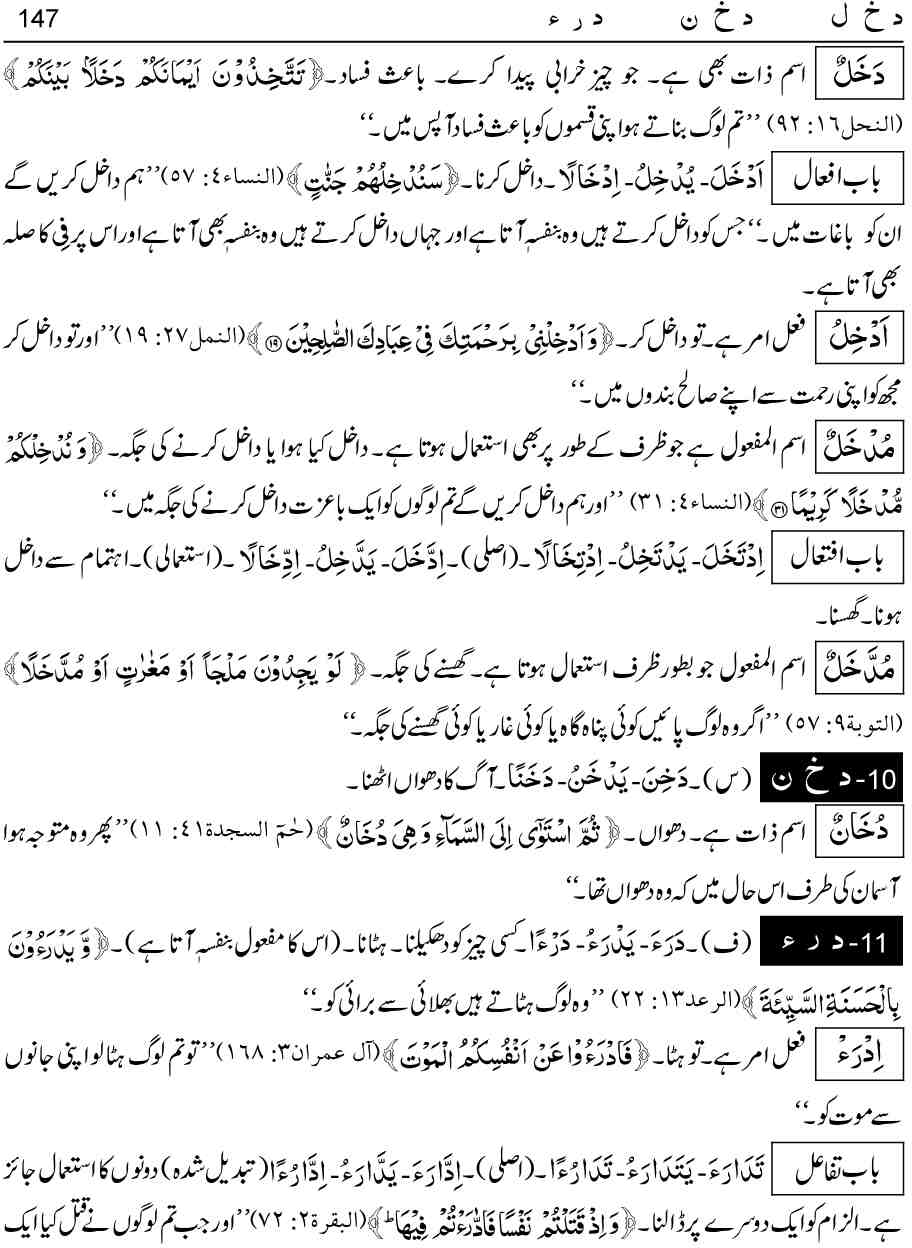 147 د خ ل د خ ن د ر ء
دَخَلٌ اسم ذات بھی ہے۔ جو چیز خرابی پیدا کرے۔ باعث فساد۔ ﴿تَتَّخِذُوْنَ اَيْمَانَكُمْ دَخَلًاۢ بَيْنَكُمْ﴾
(النحل١٦: ٩٢) ’’تم لوگ بناتے ہو اپنی قسموں کو باعث فساد آپس میں۔‘‘
باب افعال اَدْخَلَ- يُدْخِلُ- اِدْخَالًا۔ داخل کرنا۔ ﴿سَنُدْخِلُهُمْ جَنّٰتٍ﴾ (النساء٤: ٥٧) ’’ہم داخل کریں گے
ان کو باغات میں۔‘‘ جس کو داخل کرتے ہیں وہ بنفسہٖ آتا ہے اور جہاں داخل کرتے ہیں وہ بنفسہٖ بھی آتا ہے اور اس پر فِی کا صلہ
بھی آتا ہے۔
اَدْخِلُ فعل امر ہے۔ تو داخل کر۔ ﴿وَاَدْخِلْنِيْ بِرَحْمَتِكَ فِيْ عِبَادِكَ الصّٰلِحِيْنَ ۝١٩﴾ (النمل٢٧: ١٩) ’’اور تو داخل کر
مجھ کو اپنی رحمت سے اپنے صالح بندوں میں۔‘‘
مُدْخَلٌ اسم المفعول ہے جو ظرف کے طور پر بھی استعمال ہوتا ہے۔ داخل کیا ہوا یا داخل کرنے کی جگہ۔ ﴿وَنُدْخِلْكُمْ
مُّدْخَلًا كَرِيْمًا ۝٣١﴾ (النساء٤: ٣١) ’’اور ہم داخل کریں گے تم لوگوں کو ایک باعزت داخل کرنے کی جگہ میں۔‘‘
باب افتعال اِدْتَخَلَ- يَدْتَخِلُ- اِدْتِخَالًا۔ (اصلی)۔ اِدَّخَلَ- يَدَّخِلُ- اِدِّخَالًا۔ (استعمالی)۔ اہتمام سے داخل
ہونا۔ گھسنا۔
مُدَّخَلٌ اسم المفعول جو بطور ظرف استعمال ہوتا ہے۔ گھسنے کی جگہ۔ ﴿لَوْ يَجِدُوْنَ مَلْجَاً اَوْ مَغٰرٰتٍ اَوْ مُدَّخَلًا﴾
(التوبة٩: ٥٧) ’’اگر وہ لوگ پائیں کوئی پناہ گاہ یا کوئی غار یا کوئی گھسنے کی جگہ۔‘‘
10- د خ ن (س)۔ دَخِنَ- يَدْخَنُ- دَخَنًا۔ آگ کا دھواں اٹھنا۔
دُخَانٌ اسم ذات ہے۔ دھواں۔ ﴿ثُمَّ اسْتَوٰٓى اِلَى السَّمَآءِ وَهِيَ دُخَانٌ﴾ (حٰمٓ السجدة٤١: ١١) ’’پھر وہ متوجہ ہوا
آسمان کی طرف اس حال میں کہ وہ دھواں تھا۔‘‘
11- د ر ء (ف)۔ دَرَءَ- يَدْرَءُ- دَرْءًا۔ کسی چیز کو دھکیلنا۔ ہٹانا۔ (اس کا مفعول بنفسہٖ آتا ہے)۔ ﴿وَّيَدْرَءُوْنَ
بِالْحَسَنَةِ السَّيِّئَةَ﴾ (الرعد١٣: ٢٢) ’’وہ لوگ ہٹاتے ہیں بھلائی سے برائی کو۔‘‘
اِدْرَءْ فعل امر ہے۔ تو ہٹا۔ ﴿فَادْرَءُوْا عَنْ اَنْفُسِكُمُ الْمَوْتَ﴾ (آل عمران٣: ١٦٨) ’’تو تم لوگ ہٹا لو اپنی جانوں
سے موت کو۔‘‘
باب تفاعل تَدَارَءَ- يَتَدَارَءُ- تَدَارُءًا۔ (اصلی)۔ اِدَّارَءَ- يَدَّارَءُ- اِدَّارُءًا (تبدیل شدہ) دونوں کا استعمال جائز
ہے۔ الزام کو ایک دوسرے پر ڈالنا۔ ﴿وَاِذْ قَتَلْتُمْ نَفْسًا فَادّٰرَءْتُمْ فِيْهَا ؕ﴾ (البقرة٢: ٧٢) ’’اور جب تم لوگوں نے قتل کیا ایک